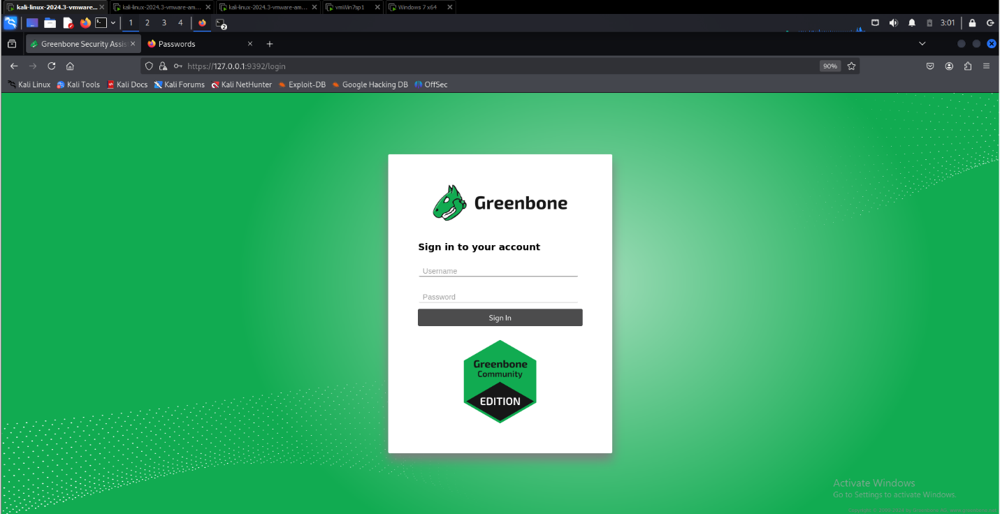 kali-linux-2024.3-vmware... kali-linux-2024.3-vmware-am... kali-linux-2024.3-vmware-am... vmWin7sp1 Windows 7 x64
1 2 3 4 2 3:01
Greenbone Security Assis Passwords
https://127.0.0.1:9392/login 90%
Kali Linux Kali Tools Kali Docs Kali Forums Kali NetHunter Exploit-DB Google Hacking DB OffSec
Greenbone
Sign in to your account
Username
Password
Sign In
Greenbone
Community
EDITION
Activate Windows
Go to Settings to activate Windows.